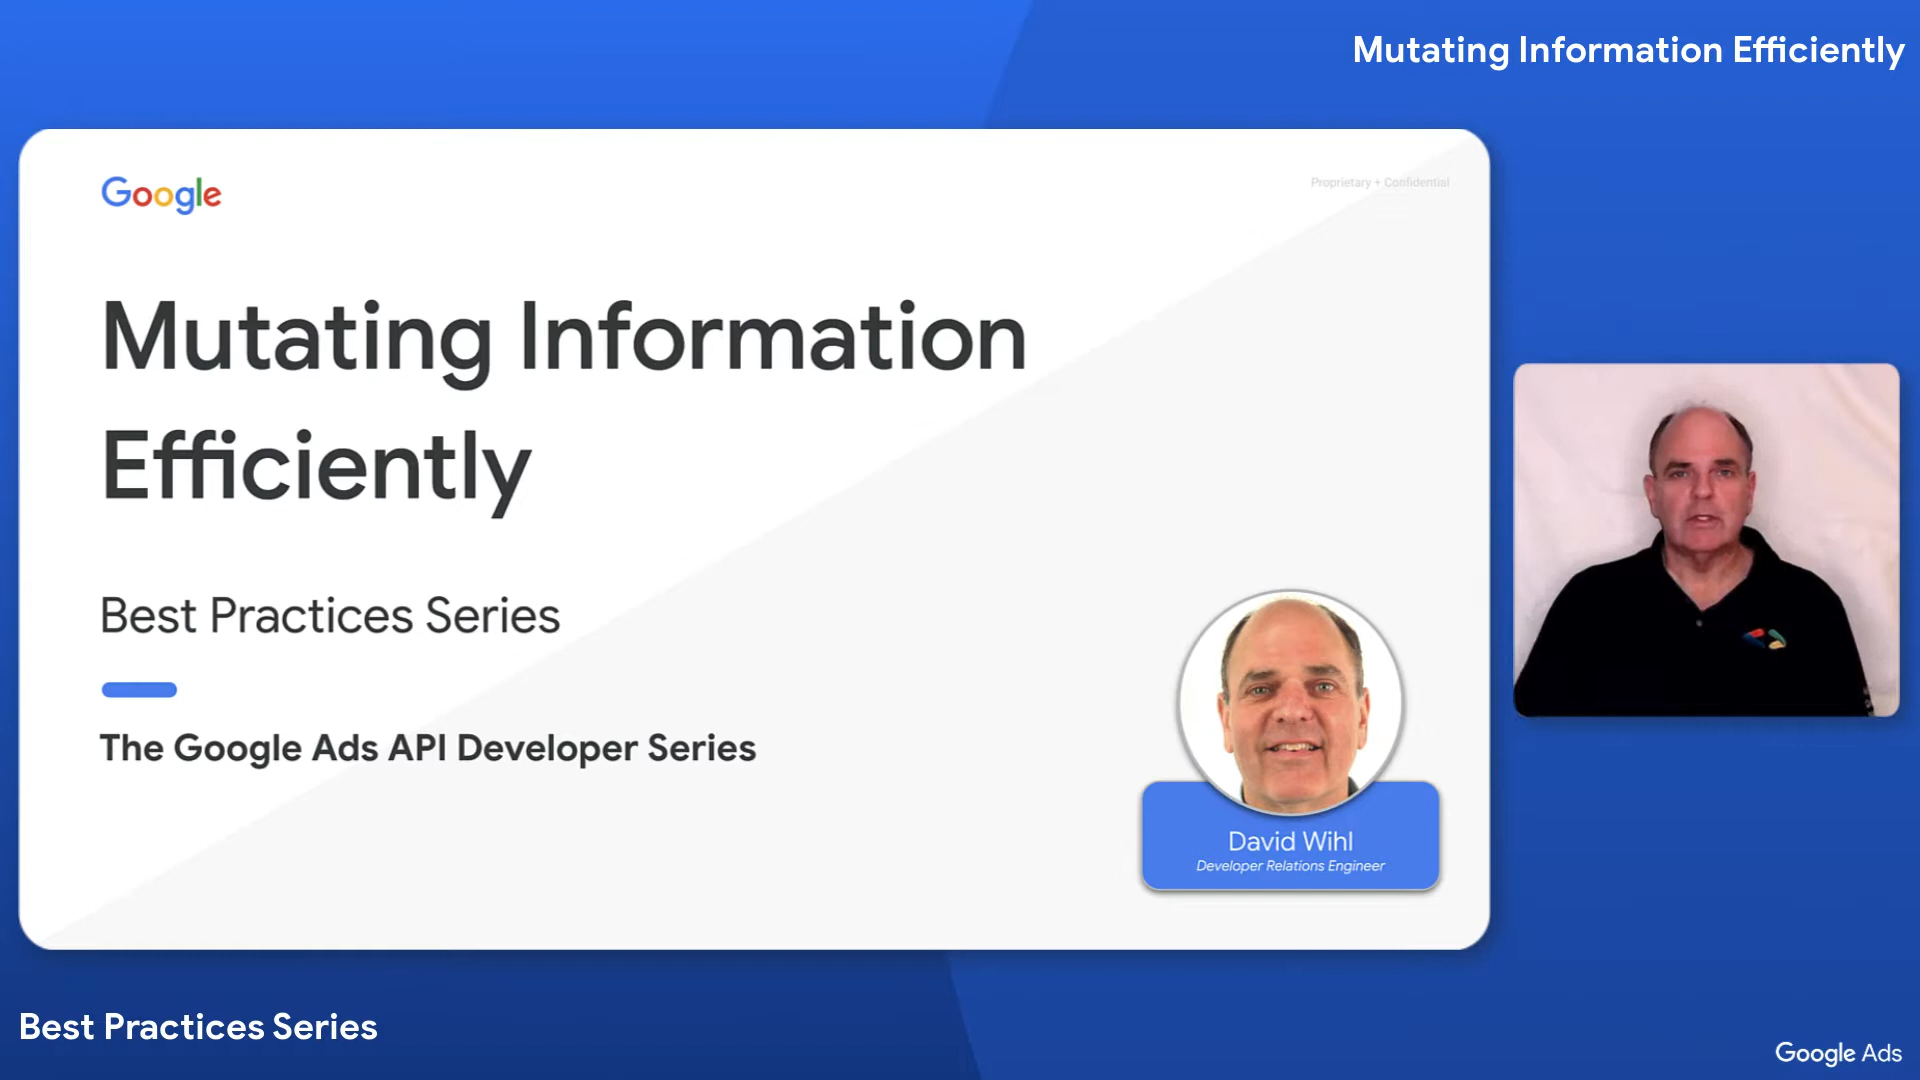 Mutating Information Efficiently
Google
Proprietary + Confidential
Mutating Information
Efficiently
Best Practices Series
The Google Ads API Developer Series
David Wihl
Developer Relations Engineer
Best Practices Series
Google Ads